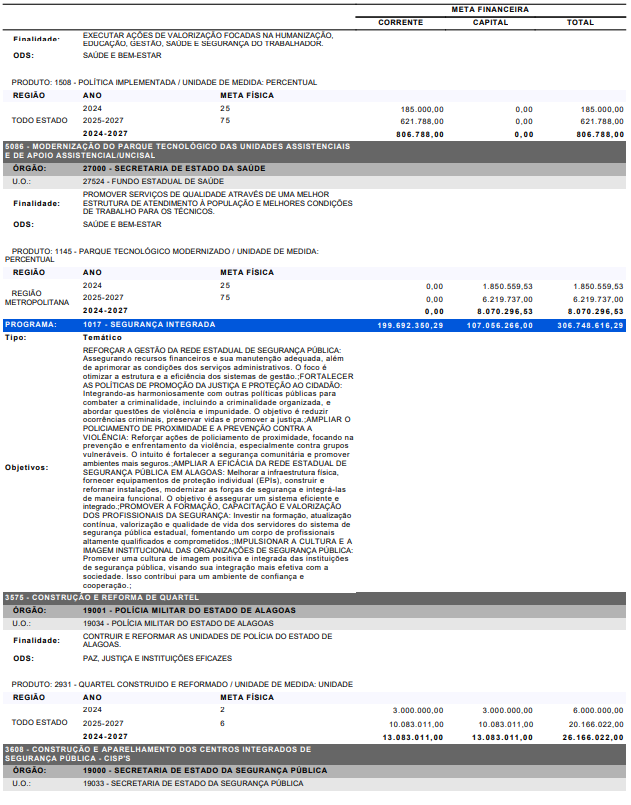 META FINANCEIRA
CORRENTE CAPITAL TOTAL
Finalidade: EXECUTAR AÇÕES DE VALORIZAÇÃO FOCADAS NA HUMANIZAÇÃO,
EDUCAÇÃO, GESTÃO, SAÚDE E SEGURANÇA DO TRABALHADOR.
ODS: SAÚDE E BEM-ESTAR
PRODUTO: 1508 - POLÍTICA IMPLEMENTADA / UNIDADE DE MEDIDA: PERCENTUAL
REGIÃO ANO META FÍSICA
2024 25 185.000,00 0,00 185.000,00
TODO ESTADO 2025-2027 75 621.788,00 0,00 621.788,00
2024-2027 806.788,00 0,00 806.788,00
5086 - MODERNIZAÇÃO DO PARQUE TECNOLÓGICO DAS UNIDADES ASSISTENCIAIS
E DE APOIO ASSISTENCIAL/UNCISAL
ÓRGÃO: 27000 - SECRETARIA DE ESTADO DA SAÚDE
U.O.: 27524 - FUNDO ESTADUAL DE SAÚDE
Finalidade: PROMOVER SERVIÇOS DE QUALIDADE ATRAVÉS DE UMA MELHOR
ESTRUTURA DE ATENDIMENTO À POPULAÇÃO E MELHORES CONDIÇÕES
DE TRABALHO PARA OS TÉCNICOS.
ODS: SAÚDE E BEM-ESTAR
PRODUTO: 1145 - PARQUE TECNOLÓGICO MODERNIZADO / UNIDADE DE MEDIDA:
PERCENTUAL
REGIÃO ANO META FÍSICA
2024 25 0,00 1.850.559,53 1.850.559,53
REGIÃO METROPOLITANA 2025-2027 75 0,00 6.219.737,00 6.219.737,00
2024-2027 0,00 8.070.296,53 8.070.296,53
PROGRAMA: 1017 - SEGURANÇA INTEGRADA 199.692.350,29 107.056.266,00 306.748.616,29
Tipo: Temático
Objetivos: REFORÇAR A GESTÃO DA REDE ESTADUAL DE SEGURANÇA PÚBLICA:
Assegurando recursos financeiros e sua manutenção adequada, além
de aprimorar as condições dos serviços administrativos. O foco é
otimizar a estrutura e a eficiência dos sistemas de gestão.;FORTALECER
AS POLÍTICAS DE PROMOÇÃO DA JUSTIÇA E PROTEÇÃO AO CIDADÃO:
Integrando-as harmoniosamente com outras políticas públicas para
combater a criminalidade, incluindo a criminalidade organizada, e
abordar questões de violência e impunidade. O objetivo é reduzir
ocorrências criminais, preservar vidas e promover a justiça.;AMPLIAR O
POLICIAMENTO DE PROXIMIDADE E A PREVENÇÃO CONTRA A
VIOLÊNCIA: Reforçar ações de policiamento de proximidade, focando na
prevenção e enfrentamento da violência, especialmente contra grupos
vulneráveis. O intuito é fortalecer a segurança comunitária e promover
ambientes mais seguros.;AMPLIAR A EFICÁCIA DA REDE ESTADUAL DE
SEGURANÇA PÚBLICA EM ALAGOAS: Melhorar a infraestrutura física,
fornecer equipamentos de proteção individual (EPIs), construir e
reformar instalações, modernizar as forças de segurança e integrá-las
de maneira funcional. O objetivo é assegurar um sistema eficiente e
integrado.;PROMOVER A FORMAÇÃO, CAPACITAÇÃO E VALORIZAÇÃO
DOS PROFISSIONAIS DA SEGURANÇA: Investir na formação, atualização
contínua, valorização e qualidade de vida dos servidores do sistema de
segurança pública estadual, fomentando um corpo de profissionais
altamente qualificados e comprometidos.;IMPULSIONAR A CULTURA E A
IMAGEM INSTITUCIONAL DAS ORGANIZAÇÕES DE SEGURANÇA PÚBLICA:
Promover uma cultura de imagem positiva e integrada das instituições
de segurança pública, visando sua integração mais efetiva com a
sociedade. Isso contribui para um ambiente de confiança e
cooperação.;
3575 - CONSTRUÇÃO E REFORMA DE QUARTEL
ÓRGÃO: 19001 - POLÍCIA MILITAR DO ESTADO DE ALAGOAS
U.O.: 19034 - POLÍCIA MILITAR DO ESTADO DE ALAGOAS
Finalidade: CONTRUIR E REFORMAR AS UNIDADES DE POLÍCIA DO ESTADO DE
ALAGOAS.
ODS: PAZ, JUSTIÇA E INSTITUIÇÕES EFICAZES
PRODUTO: 2931 - QUARTEL CONSTRUIDO E REFORMADO / UNIDADE DE MEDIDA: UNIDADE
REGIÃO ANO META FÍSICA
2024 2 3.000.000,00 3.000.000,00 6.000.000,00
TODO ESTADO 2025-2027 6 10.083.011,00 10.083.011,00 20.166.022,00
2024-2027 13.083.011,00 13.083.011,00 26.166.022,00
3608 - CONSTRUÇÃO E APARELHAMENTO DOS CENTROS INTEGRADOS DE
SEGURANÇA PÚBLICA - CISP'S
ÓRGÃO: 19000 - SECRETARIA DE ESTADO DA SEGURANÇA PÚBLICA
U.O.: 19033 - SECRETARIA DE ESTADO DA SEGURANÇA PÚBLICA